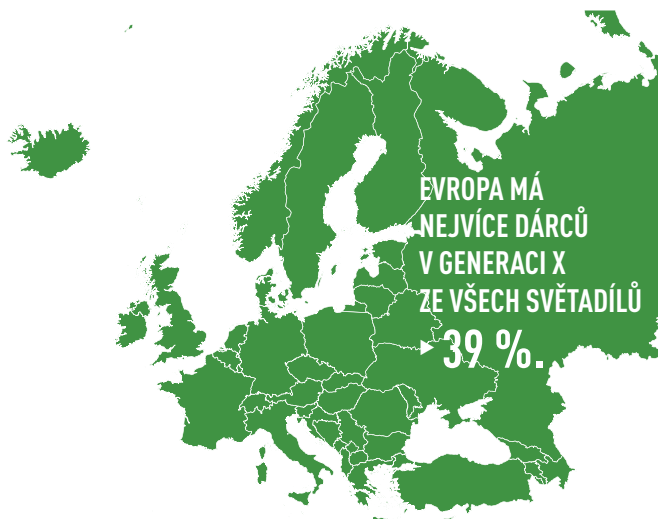 EVROPA MÁ
NEJVÍCE DÁRCŮ
V GENERACI X
ZE VŠECH SVĚTADÍLŮ
39 %.